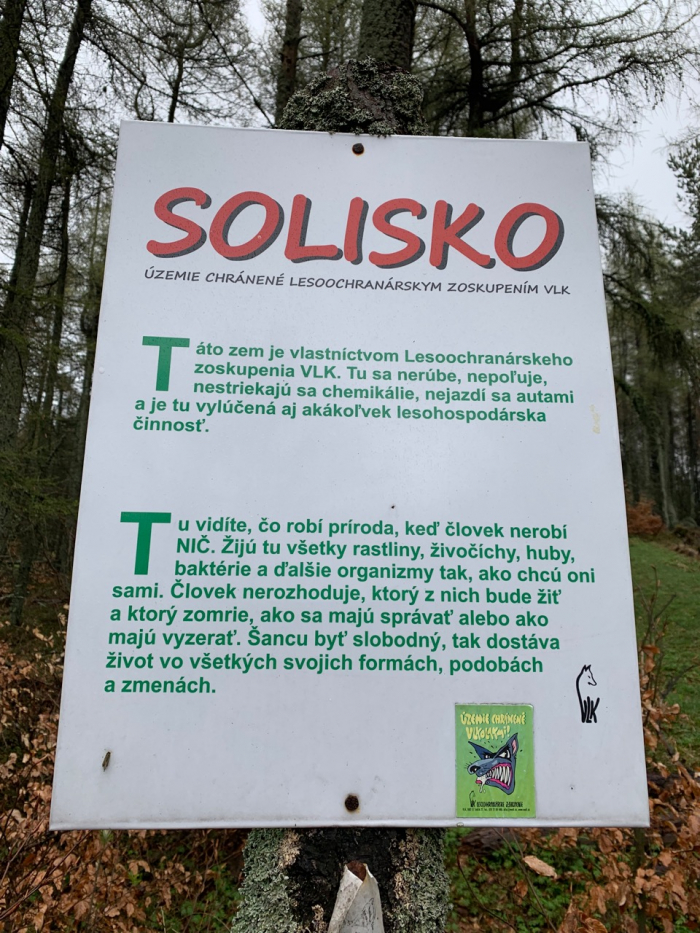 SOLISKO
ÚZEMIE CHRÁNENÉ LESOOCHRANÁRSKYM ZOSKUPENÍM VLK
Táto zem je vlastníctvom Lesoochranárskeho
zoskupenia VLK. Tu sa nerúbe, nepoľuje,
nestriekajú sa chemikálie, nejazdí sa autami
a je tu vylúčená aj akákoľvek lesohospodárska
činnosť.
Tu vidíte, čo robí príroda, keď človek nerobí
NIČ. Žijú tu všetky rastliny, živočíchy, huby,
baktérie a ďalšie organizmy tak, ako chcú oni
sami. Človek nerozhoduje, ktorý z nich bude žiť
a ktorý zomrie, ako sa majú správať alebo ako
majú vyzerať. Šancu byť slobodný, tak dostáva
život vo všetkých svojich formách, podobách
a zmenách.
VLK
ÚZEMIE CHRÁNENÉ
VLKOLAKMI!
LESOOCHRANÁRSKE ZOSKUPENIE